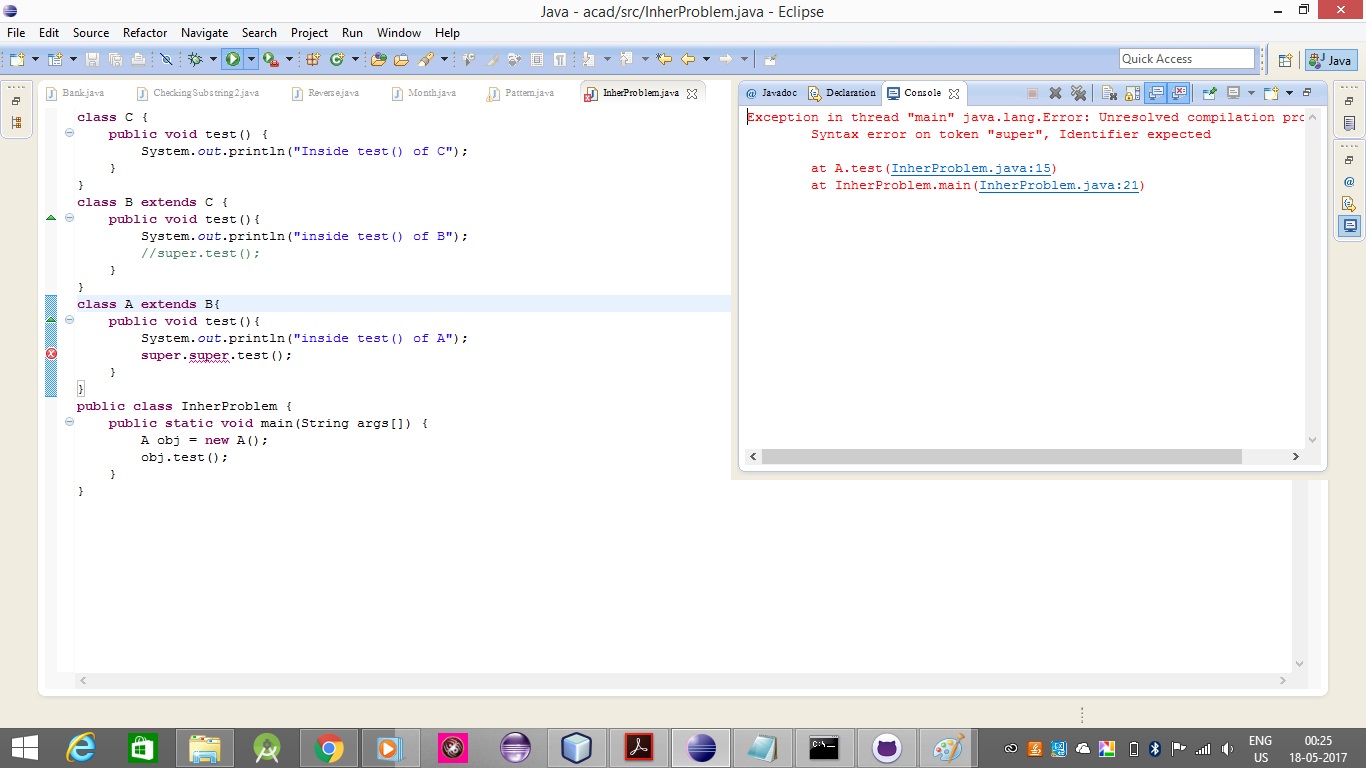 Java - acad/src/InherProblem.java - Eclipse
File Edit Source Refactor Navigate Search Project Run Window Help
Quick Access
Java
Bank.java CheckingSubstring2.java Reverse.java Month.java Pattern.java InherProblem.java
@ Javadoc Declaration Console
class C {
public void test() {
System.out.println("Inside test() of C");
}
}
class B extends C {
public void test(){
System.out.println("inside test() of B");
//super.test();
}
}
class A extends B{
public void test(){
System.out.println("inside test() of A");
super.super.test();
}
}
public class InherProblem {
public static void main(String args[]) {
A obj = new A();
obj.test();
}
}
Exception in thread "main" java.lang.Error: Unresolved compilation pro
Syntax error on token "super", Identifier expected
at A.test(InherProblem.java:15)
at InherProblem.main(InherProblem.java:21)
ENG
US
00:25
18-05-2017